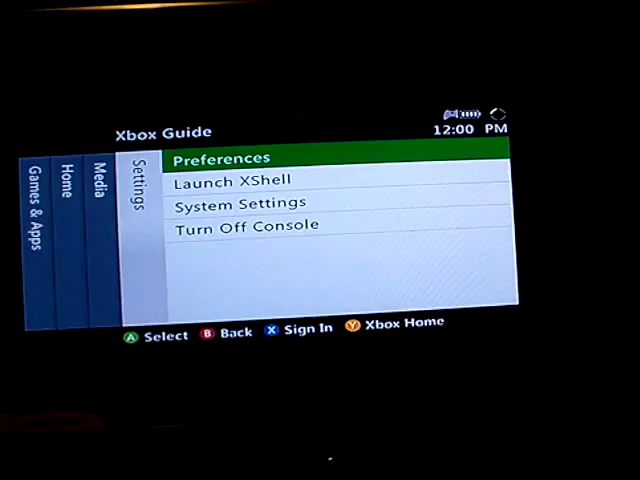 Xbox Guide
12:00 PM
Games & Apps
Home
Media
Settings
Preferences
Launch XShell
System Settings
Turn Off Console
A Select B Back X Sign In Y Xbox Home